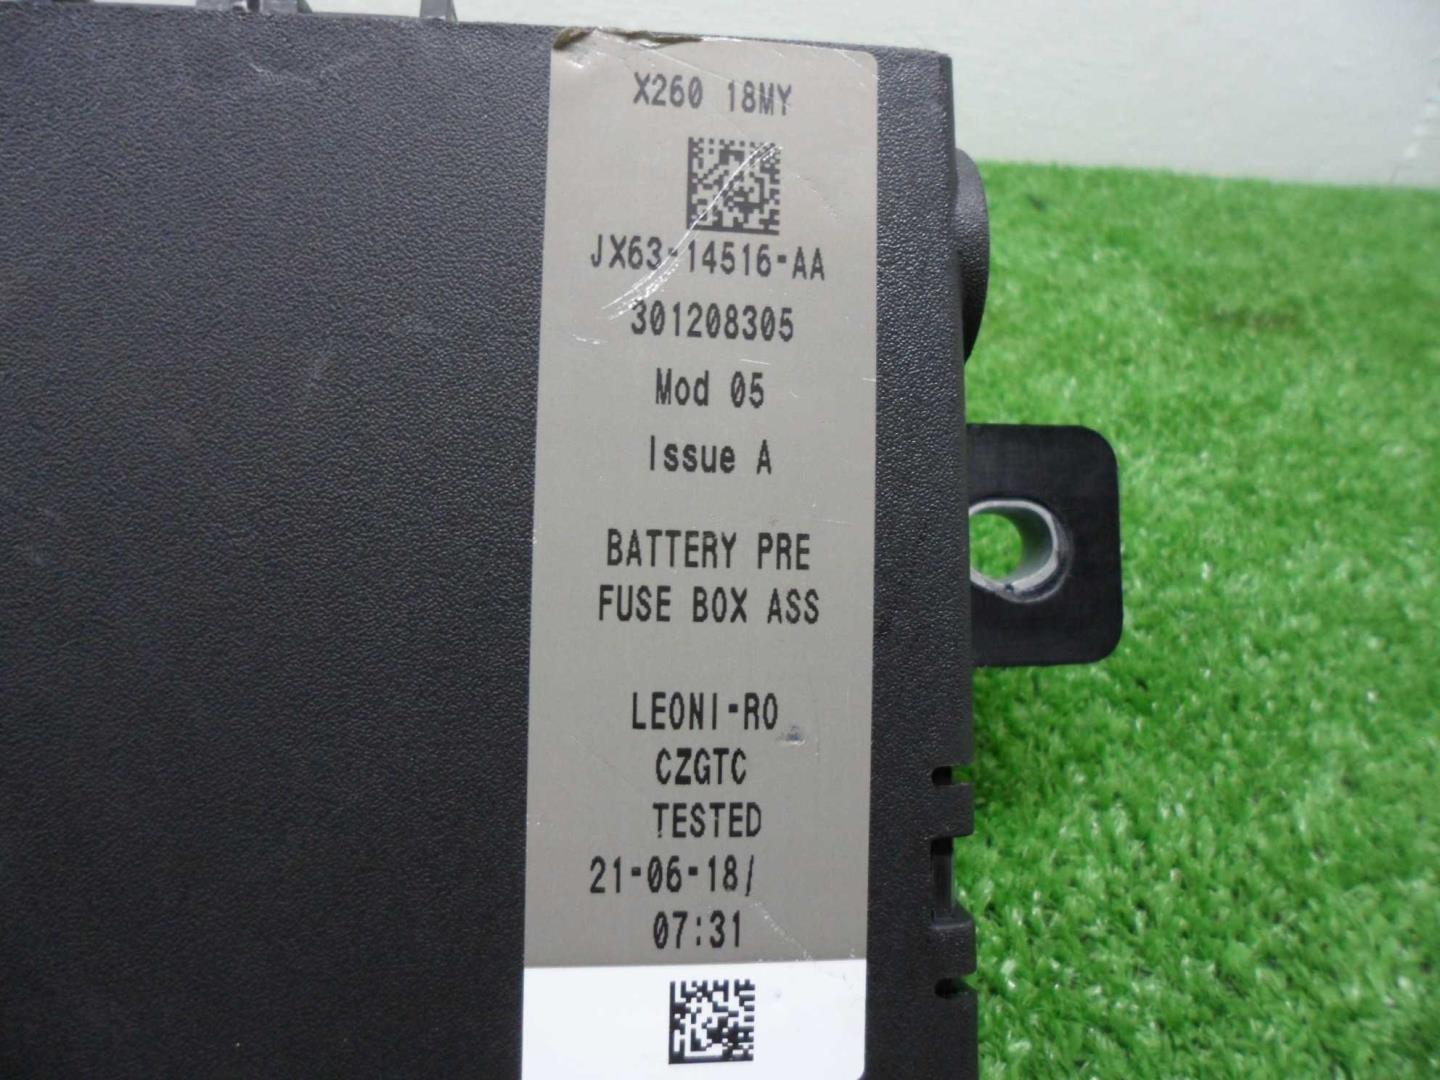 X260 18MY
JX63-14516-AA
301208305
Mod 05
Issue A
BATTERY PRE
FUSE BOX ASS
LEONI-RO
CZGTC
TESTED
21-06-18/
07:31